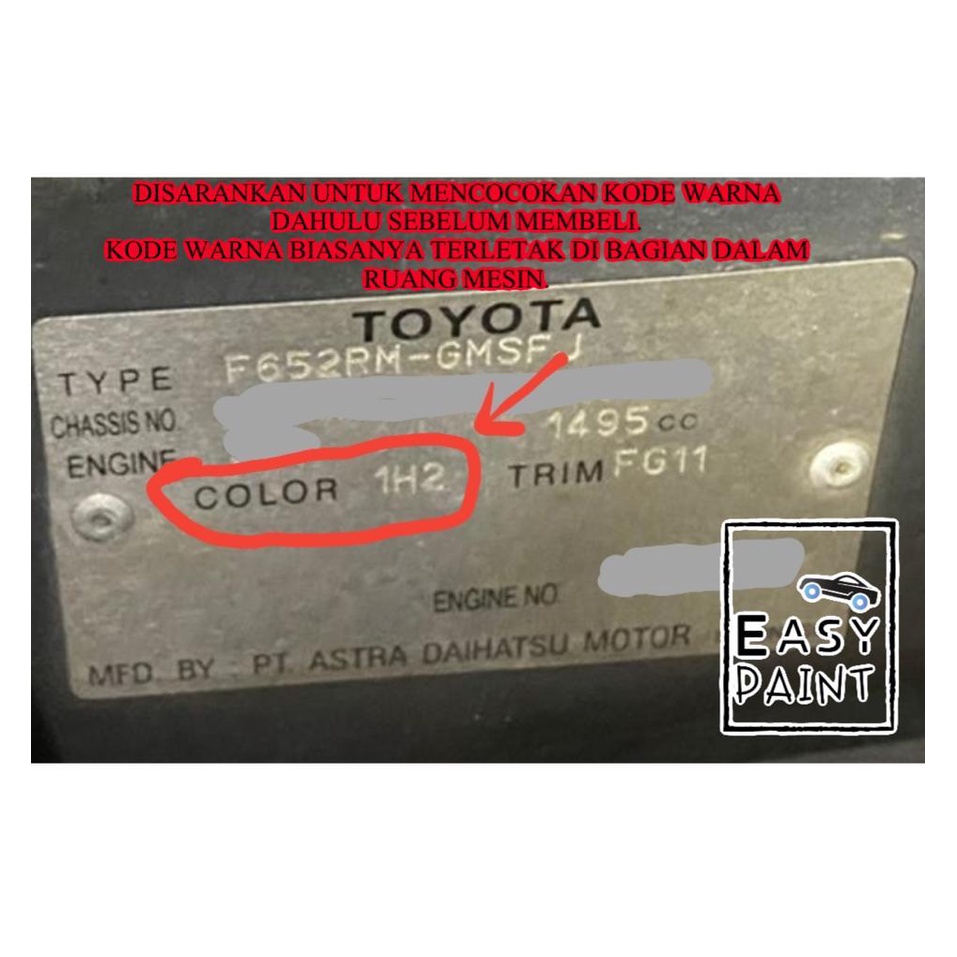 DISARANKAN UNTUK MENCOCOKAN KODE WARNA
DAHULU SEBELUM MEMBELI.
KODE WARNA BIASANYA TERLETAK DI BAGIAN DALAM
RUANG MESIN.
TOYOTA
TYPE F652RM-GMSFJ
CHASSIS NO.
ENGINE 1495cc
COLOR 1H2 TRIM FG11
ENGINE NO.
MFD. BY : PT. ASTRA DAIHATSU MOTOR
EASY
PAINT